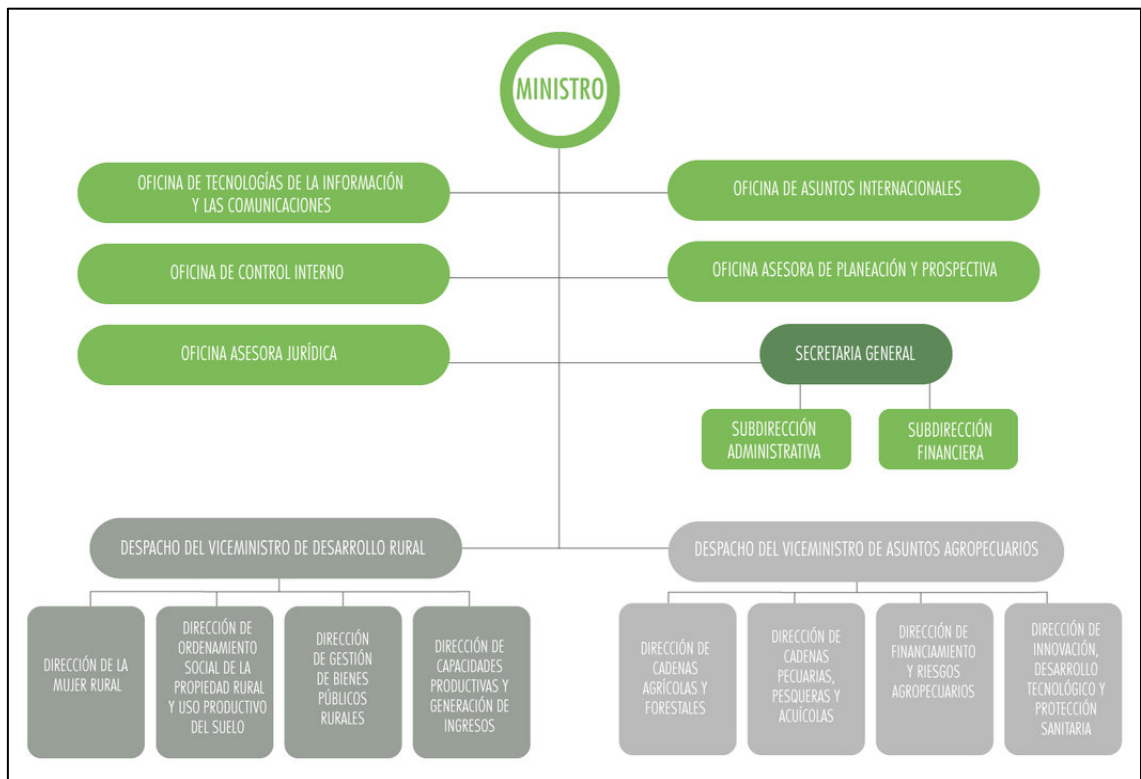 MINISTRO
OFICINA DE TECNOLOGÍAS DE LA INFORMACIÓN
Y LAS COMUNICACIONES
OFICINA DE ASUNTOS INTERNACIONALES
OFICINA DE CONTROL INTERNO
OFICINA ASESORA DE PLANEACIÓN Y PROSPECTIVA
OFICINA ASESORA JURÍDICA
SECRETARIA GENERAL
SUBDIRECCIÓN
ADMINISTRATIVA
SUBDIRECCIÓN
FINANCIERA
DESPACHO DEL VICEMINISTRO DE DESARROLLO RURAL
DESPACHO DEL VICEMINISTRO DE ASUNTOS AGROPECUARIOS
DIRECCIÓN DE LA
MUJER RURAL
DIRECCIÓN DE
ORDENAMIENTO
SOCIAL DE LA
PROPIEDAD RURAL
Y USO PRODUCTIVO
DEL SUELO
DIRECCIÓN
DE GESTIÓN
DE BIENES
PÚBLICOS
RURALES
DIRECCIÓN DE
CAPACIDADES
PRODUCTIVAS Y
GENERACIÓN DE
INGRESOS
DIRECCIÓN DE
CADENAS
AGRÍCOLAS Y
FORESTALES
DIRECCIÓN DE
CADENAS
PECUARIAS,
PESQUERAS Y
ACUÍCOLAS
DIRECCIÓN DE
FINANCIAMIENTO
Y RIESGOS
AGROPECUARIOS
DIRECCIÓN DE
INNOVACIÓN,
DESARROLLO
TECNOLÓGICO Y
PROTECCIÓN
SANITARIA